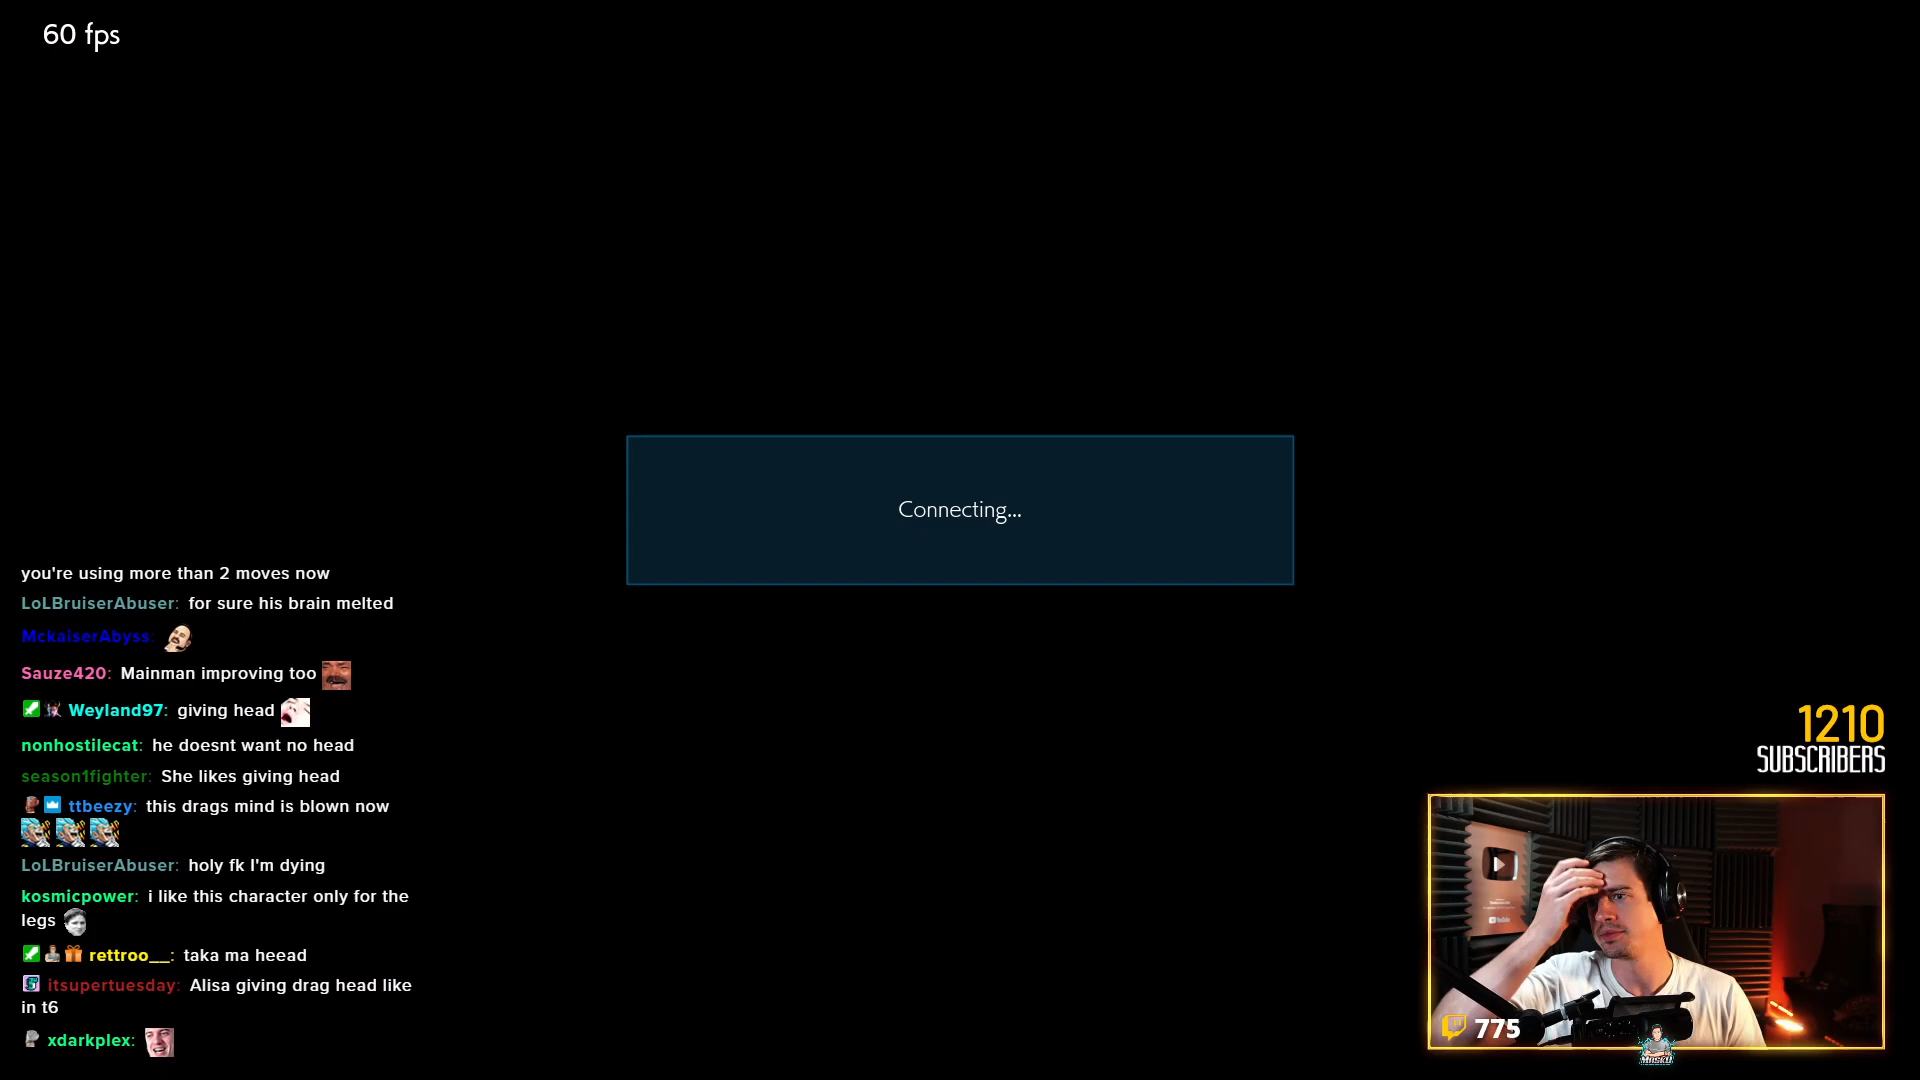 60 fps
Connecting...
you're using more than 2 moves now
LoLBruiserAbuser: for sure his brain melted
MckaiserAbyss:
Sauze420: Mainman improving too
Weyland97: giving head
nonhostilecat: he doesnt want no head
season1fighter: She likes giving head
ttbeezy: this drags mind is blown now
LoLBruiserAbuser: holy fk I'm dying
kosmicpower: i like this character only for the
legs
rettroo__: taka ma heead
itsupertuesday: Alisa giving drag head like
in t6
xdarkplex:
1210
SUBSCRIBERS
YouTube
775